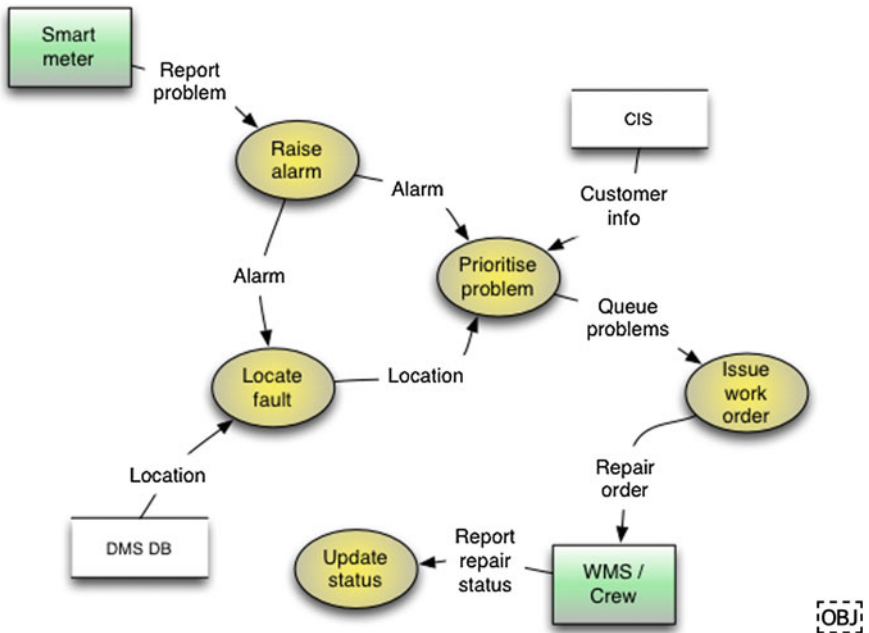 Smart
meter
Report
problem
Raise
alarm
CIS
Alarm
Customer
info
Alarm
Prioritise
problem
Queue
problems
Locate
fault
Location
Issue
work
order
Location
Repair
order
DMS DB
Update
status
Report
repair
status
WMS /
Crew
OBJ